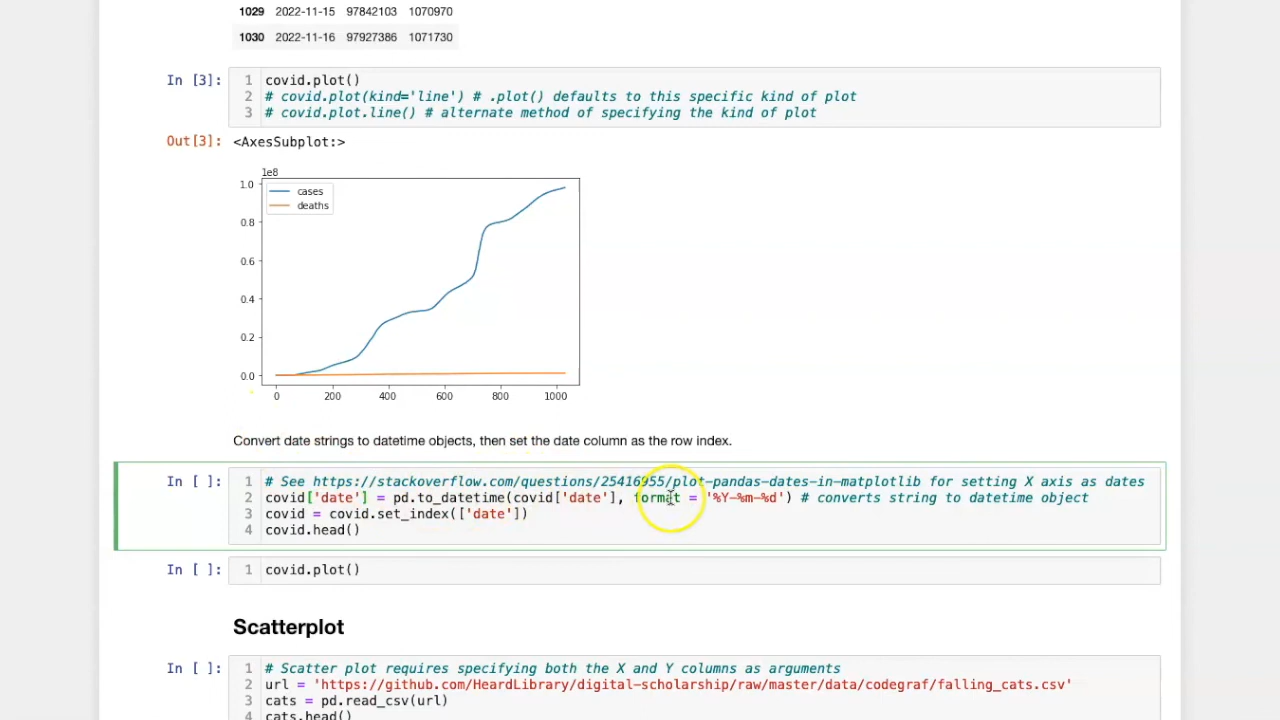 1029 2022-11-15 97842103 1070970
1030 2022-11-16 97927386 1071730
In [3]: 1 covid.plot()
2 # covid.plot(kind='line') # .plot() defaults to this specific kind of plot
3 # covid.plot.line() # alternate method of specifying the kind of plot
Out[3]: <AxesSubplot:>
1e8
1.0
cases
deaths
0.8
0.6
0.4
0.2
0.0
0 200 400 600 800 1000
Convert date strings to datetime objects, then set the date column as the row index.
In [ ]: 1 # See https://stackoverflow.com/questions/25416955/plot-pandas-dates-in-matplotlib for setting X axis as dates
2 covid['date'] = pd.to_datetime(covid['date'], format = '%Y-%m-%d') # converts string to datetime object
3 covid = covid.set_index(['date'])
4 covid.head()
In [ ]: 1 covid.plot()
Scatterplot
In [ ]: 1 # Scatter plot requires specifying both the X and Y columns as arguments
2 url = 'https://github.com/HeardLibrary/digital-scholarship/raw/master/data/codegraf/falling_cats.csv'
3 cats = pd.read_csv(url)
4 cats.head()